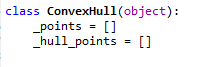 class ConvexHull(object):
    _points = []
    _hull_points = []